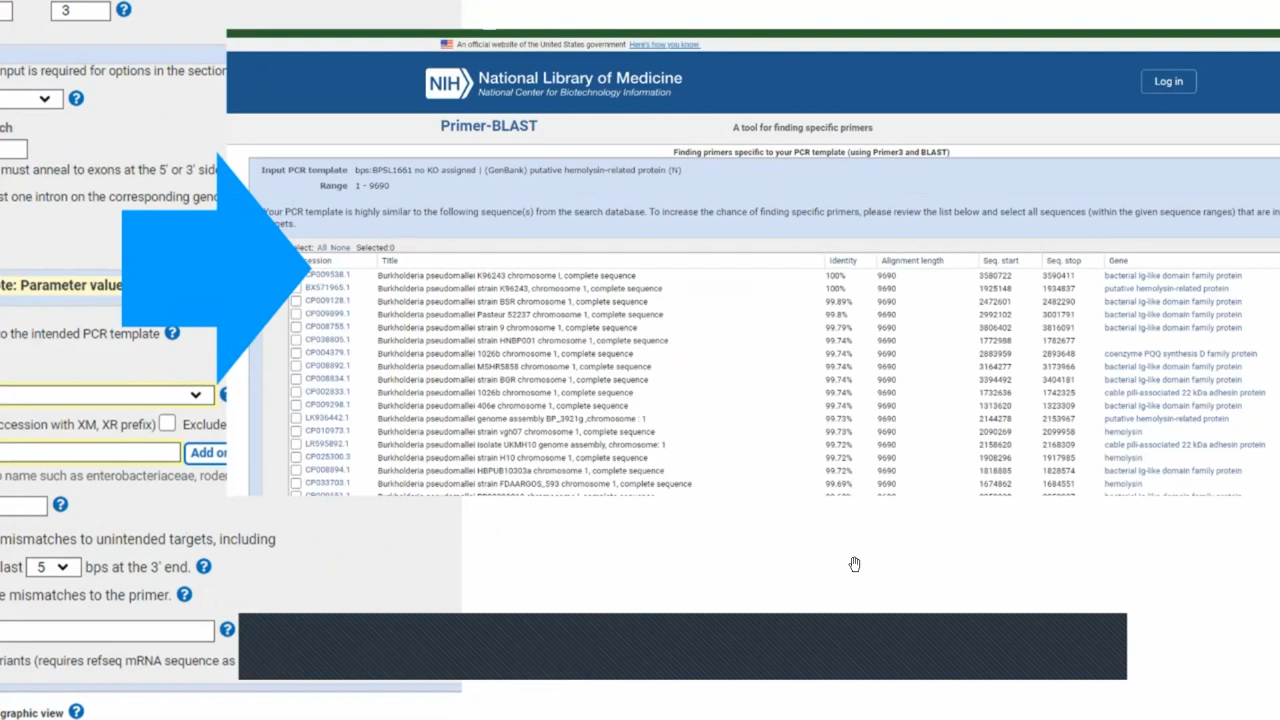 3
nput is required for options in the section
ch
must anneal to exons at the 5' or 3' side
st one intron on the corresponding geno
te: Parameter value
to the intended PCR template
ccession with XM, XR prefix) Exclude
Add or
name such as enterobacteriaceae, roden
mismatches to unintended targets, including
last 5 bps at the 3' end.
e mismatches to the primer.
riants (requires refseq mRNA sequence as
graphic view
An official website of the United States government Here's how you know.
NIH National Library of Medicine
National Center for Biotechnology Information
Log in
Primer-BLAST A tool for finding specific primers
Finding primers specific to your PCR template (using Primer3 and BLAST)
Input PCR template bps:BPSL1661 no KO assigned | (GenBank) putative hemolysin-related protein (N)
Range 1 - 9690
Your PCR template is highly similar to the following sequence(s) from the search database. To increase the chance of finding specific primers, please review the list below and select all sequences (within the given sequence ranges) that are in
gets.
lect: All None Selected:0
ession Title Identity Alignment length Seq. start Seq. stop Gene
CP009538.1 Burkholderia pseudomallei K96243 chromosome I, complete sequence 100% 9690 3580722 3590411 bacterial Ig-like domain family protein
BX571965.1 Burkholderia pseudomallei strain K96243, chromosome 1, complete sequence 100% 9690 1925148 1934837 putative hemolysin-related protein
CP009128.1 Burkholderia pseudomallei strain BSR chromosome 1, complete sequence 99.89% 9690 2472601 2482290 bacterial Ig-like domain family protein
CP009899.1 Burkholderia pseudomallei Pasteur 52237 chromosome 1, complete sequence 99.8% 9690 2992102 3001791 bacterial Ig-like domain family protein
CP008755.1 Burkholderia pseudomallei strain 9 chromosome 1, complete sequence 99.79% 9690 3806402 3816091 bacterial Ig-like domain family protein
CP038805.1 Burkholderia pseudomallei strain HNBP001 chromosome 1, complete sequence 99.74% 9690 1772988 1782677
CP004379.1 Burkholderia pseudomallei 1026b chromosome 1, complete sequence 99.74% 9690 2883959 2893648 coenzyme PQQ synthesis D family protein
CP008892.1 Burkholderia pseudomallei MSHR5858 chromosome 1, complete sequence 99.74% 9690 3164277 3173966 bacterial Ig-like domain family protein
CP008834.1 Burkholderia pseudomallei strain BGR chromosome 1, complete sequence 99.74% 9690 3394492 3404181 bacterial Ig-like domain family protein
CP002833.1 Burkholderia pseudomallei 1026b chromosome 1, complete sequence 99.74% 9690 1732636 1742325 cable pili-associated 22 kDa adhesin protein
CP009298.1 Burkholderia pseudomallei 406e chromosome 1, complete sequence 99.74% 9690 1313620 1323309 bacterial Ig-like domain family protein
LK936442.1 Burkholderia pseudomallei genome assembly BP_3921g ,chromosome : 1 99.73% 9690 2144278 2153967 putative hemolysin-related protein
CP010973.1 Burkholderia pseudomallei strain vgh07 chromosome 1, complete sequence 99.73% 9690 2090269 2099958 hemolysin
LR595892.1 Burkholderia pseudomallei isolate UKMH10 genome assembly, chromosome: 1 99.72% 9690 2158620 2168309 cable pili-associated 22 kDa adhesin protein
CP025300.3 Burkholderia pseudomallei strain H10 chromosome 1, complete sequence 99.72% 9690 1908296 1917985 hemolysin
CP008894.1 Burkholderia pseudomallei HBPUB10303a chromosome 1, complete sequence 99.72% 9690 1818885 1828574 bacterial Ig-like domain family protein
CP033703.1 Burkholderia pseudomallei strain FDAARGOS_593 chromosome 1, complete sequence 99.69% 9690 1674862 1684551 hemolysin